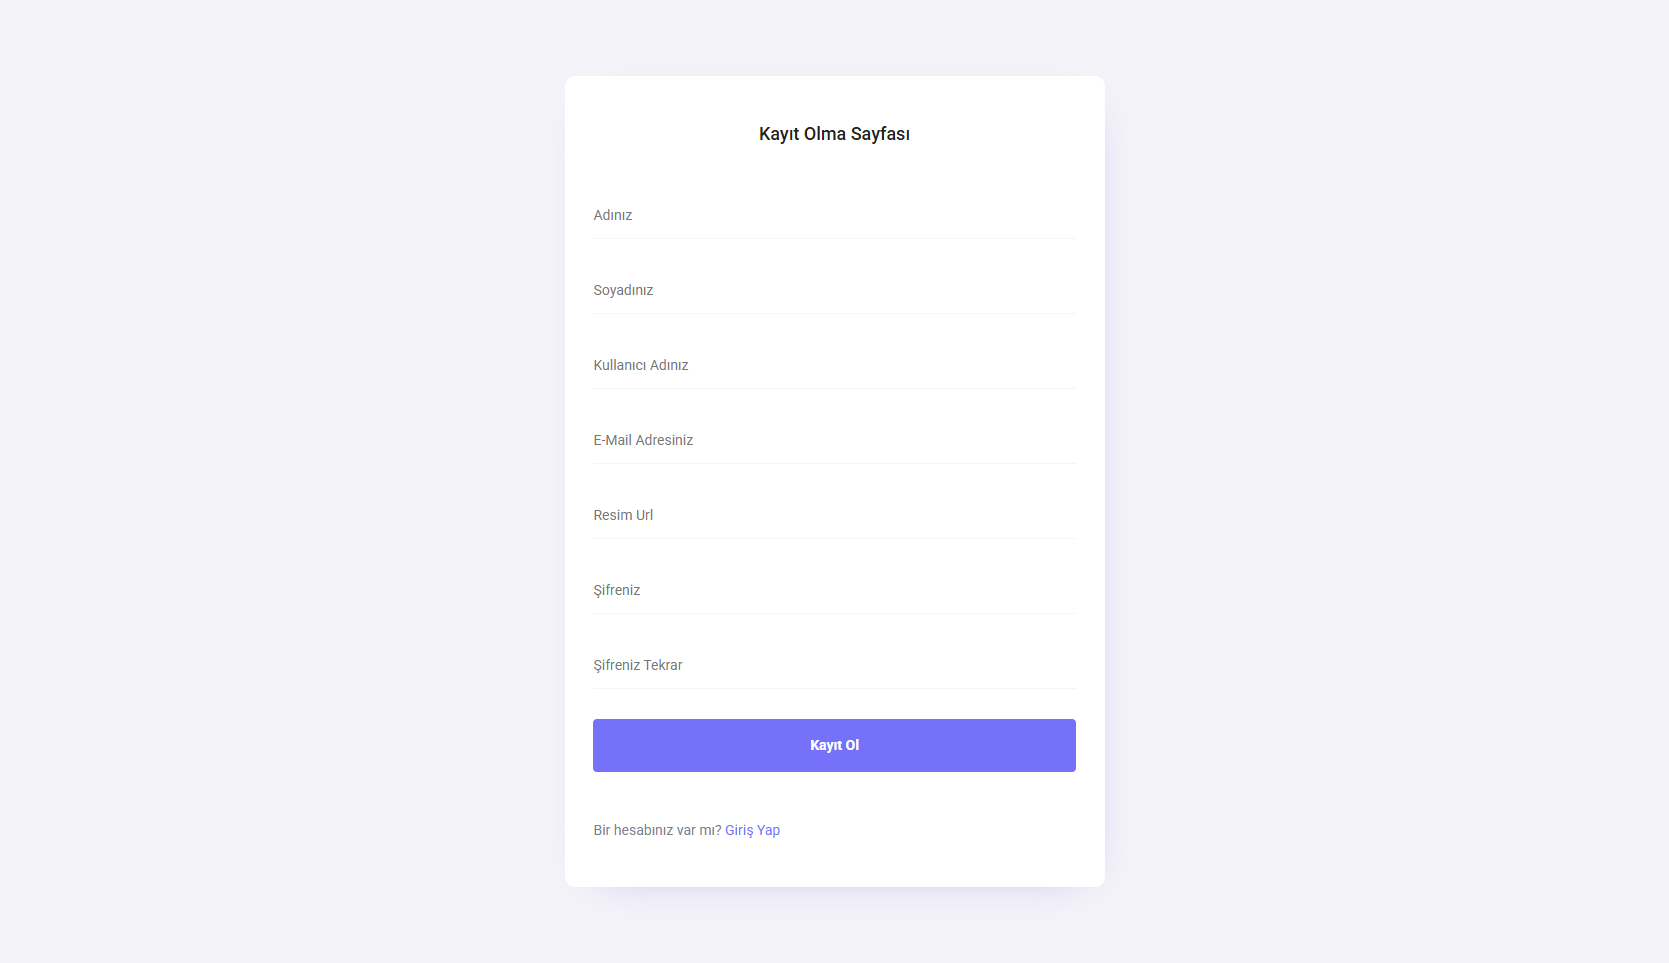 Kayıt Olma Sayfası
Adınız
Soyadınız
Kullanıcı Adınız
E-Mail Adresiniz
Resim Url
Şifreniz
Şifreniz Tekrar
Kayıt Ol
Bir hesabınız var mı? Giriş Yap